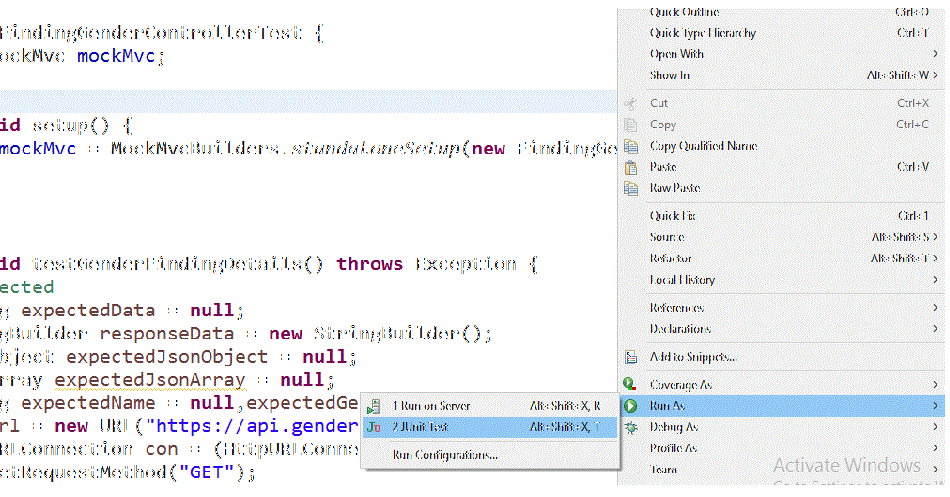 FindingGenderControllerTest {
ockMvc mockMvc;
id setup() {
mockMvc = MockMvcBuilders.standaloneSetup(new FindingGe
id testGenderFindingDetails() throws Exception {
ected
g expectedData = null;
gBuilder responseData = new StringBuilder();
bject expectedJsonObject = null;
rray expectedJsonArray = null;
g expectedName = null,expectedGe
rl = new URL("https://api.gender
RLConnection con = (HttpURLConne
etRequestMethod("GET");
1 Run on Server Alt+Shift+X, R
2 JUnit Test Alt+Shift+X, T
Run Configurations...
Quick Outline Ctrl+O
Quick Type Hierarchy Ctrl+T
Open With >
Show In Alt+Shift+W >
Cut Ctrl+X
Copy Ctrl+C
Copy Qualified Name
Paste Ctrl+V
Raw Paste
Quick Fix Ctrl+1
Source Alt+Shift+S >
Refactor Alt+Shift+T >
Local History >
References >
Declarations >
Add to Snippets...
Coverage As >
Run As >
Debug As >
Profile As >
Team >
Activate Windows